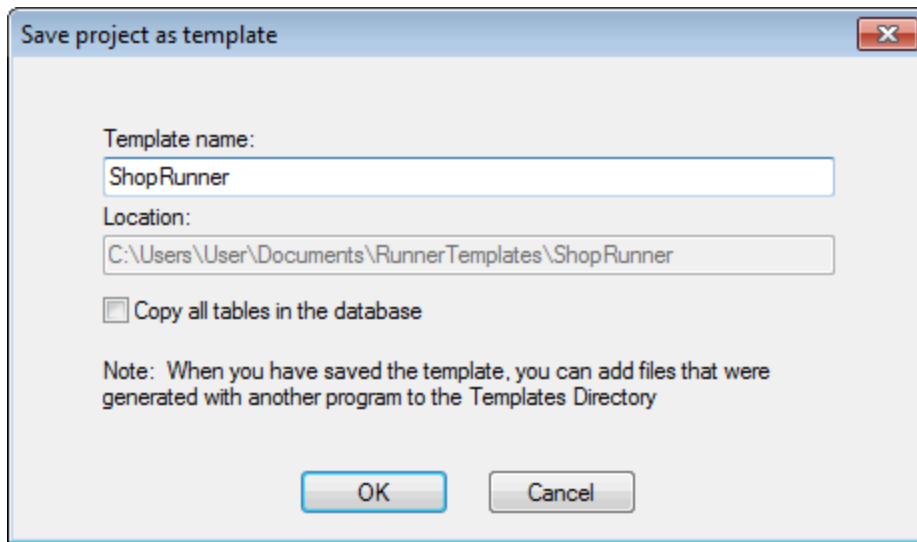 Save project as template
Template name:
ShopRunner
Location:
C:\Users\User\Documents\RunnerTemplates\ShopRunner
Copy all tables in the database
Note:  When you have saved the template, you can add files that were
generated with another program to the Templates Directory
OK
Cancel